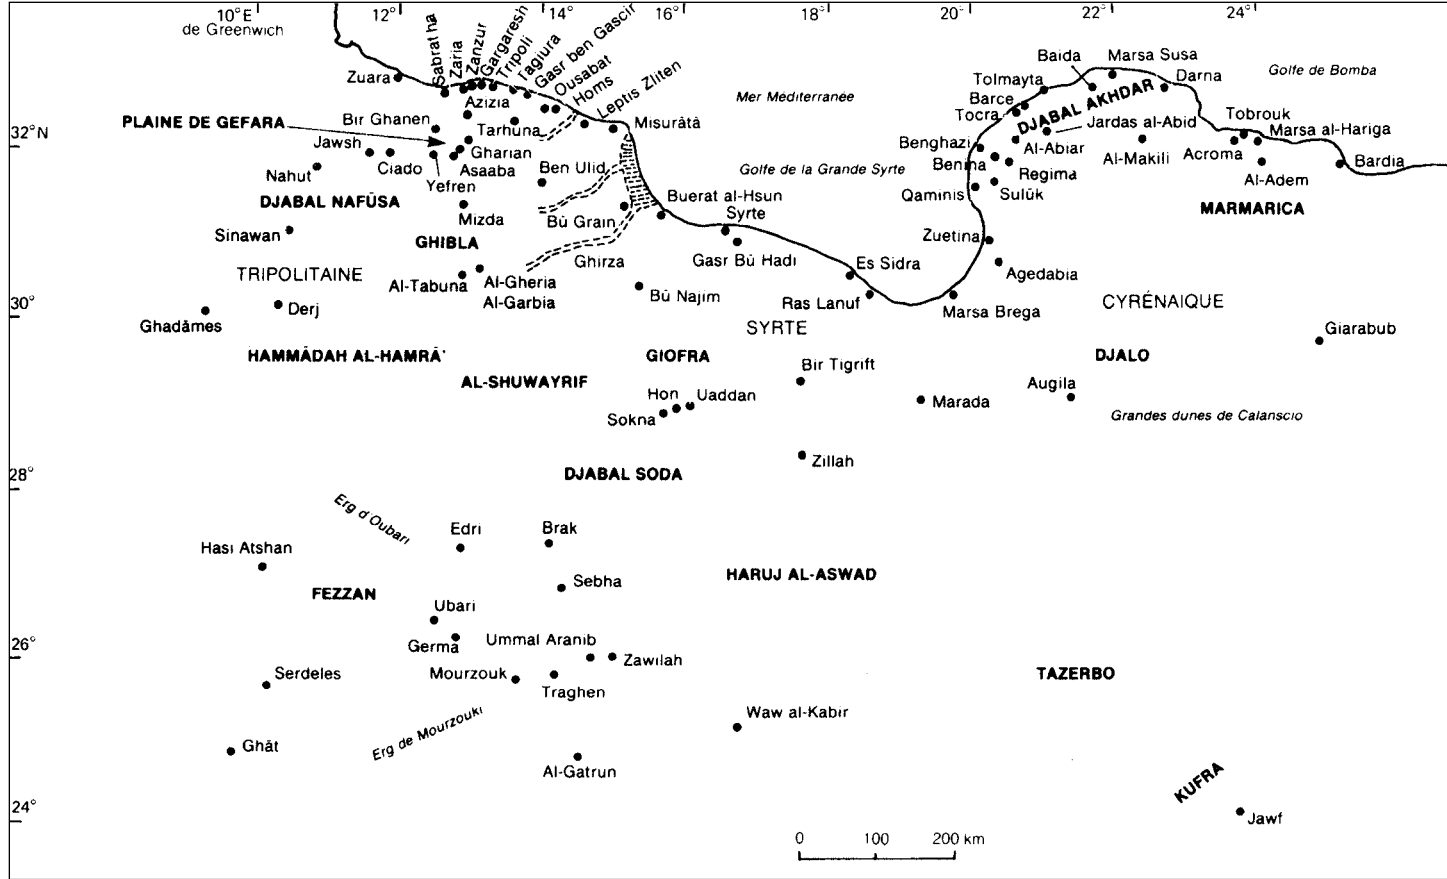 10°E
12°
14°
16°
18°
20°
22°
24°
de Greenwich
Zuara
Sabratha
Zaria
Zanzur
Gargaresh
Tripoli
Tagiura
Gasr ben Gascir
Ousabat
Homs
Leptis Zliten
Misurātā
Azizia
Bir Ghanen
PLAINE DE GEFARA
32°N
Jawsh
Tarhuna
Gharian
Nahut
Ciado
Yefren
Asaaba
Ben Ulid
DJABAL NAFŪSA
Mizda
Bū Grain
Sinawan
GHIBLA
Ghirza
TRIPOLITAINE
Al-Tabuna
Al-Gheria
Al-Garbia
Derj
Ghadāmes
Bū Najim
Buerat al-Hsun
Syrte
Gasr Bū Hadi
Es Sidra
Ras Lanuf
Marsa Brega
Mer Méditerranée
Golfe de la Grande Syrte
Golfe de Bomba
Baida
Marsa Susa
Darna
Tolmayta
Barce
Tocra
DJABAL AKHDAR
Tobrouk
Marsa al-Hariga
Jardas al-Abid
Benghazi
Al-Abiar
Al-Makili
Acroma
Bardia
Benina
Regima
Al-Adem
Qaminis
Sulūk
MARMARICA
Zuetina
Agedabia
30°
SYRTE
CYRÉNAIQUE
Giarabub
HAMMĀDAH AL-HAMRĀ'
GIOFRA
DJALO
AL-SHUWAYRIF
Bir Tigrift
Hon
Uaddan
Sokna
Marada
Augila
Grandes dunes de Calanscio
Zillah
DJABAL SODA
28°
Erg d'Oubari
Edri
Brak
Hasi Atshan
Sebha
HARUJ AL-ASWAD
FEZZAN
Ubari
Germa
Ummal Aranib
26°
Zawilah
Serdeles
Mourzouk
Traghen
TAZERBO
Erg de Mourzouki
Waw al-Kabir
Ghāt
Al-Gatrun
KUFRA
24°
Jawf
0 100 200 km